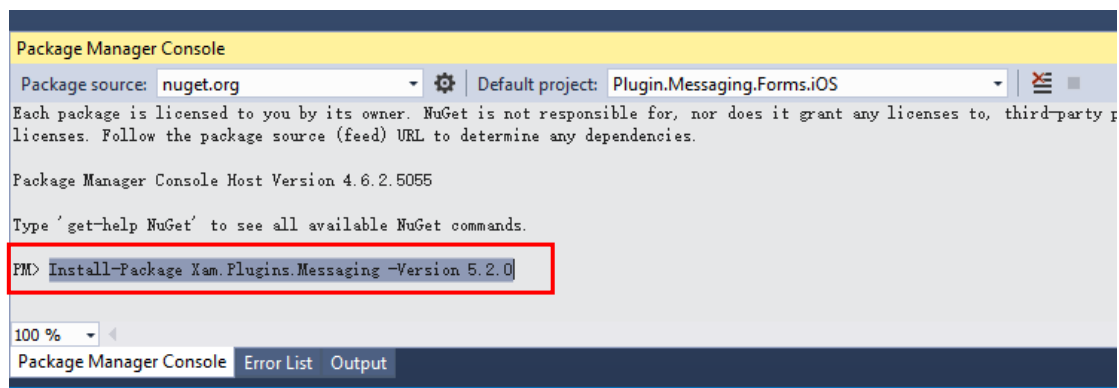 Package Manager Console
Package source: nuget.org Default project: Plugin.Messaging.Forms.iOS
Each package is licensed to you by its owner. NuGet is not responsible for, nor does it grant any licenses to, third-party p
licenses. Follow the package source (feed) URL to determine any dependencies.
Package Manager Console Host Version 4.6.2.5055
Type 'get-help NuGet' to see all available NuGet commands.
PM> Install-Package Xam.Plugins.Messaging -Version 5.2.0
100 %
Package Manager Console Error List Output